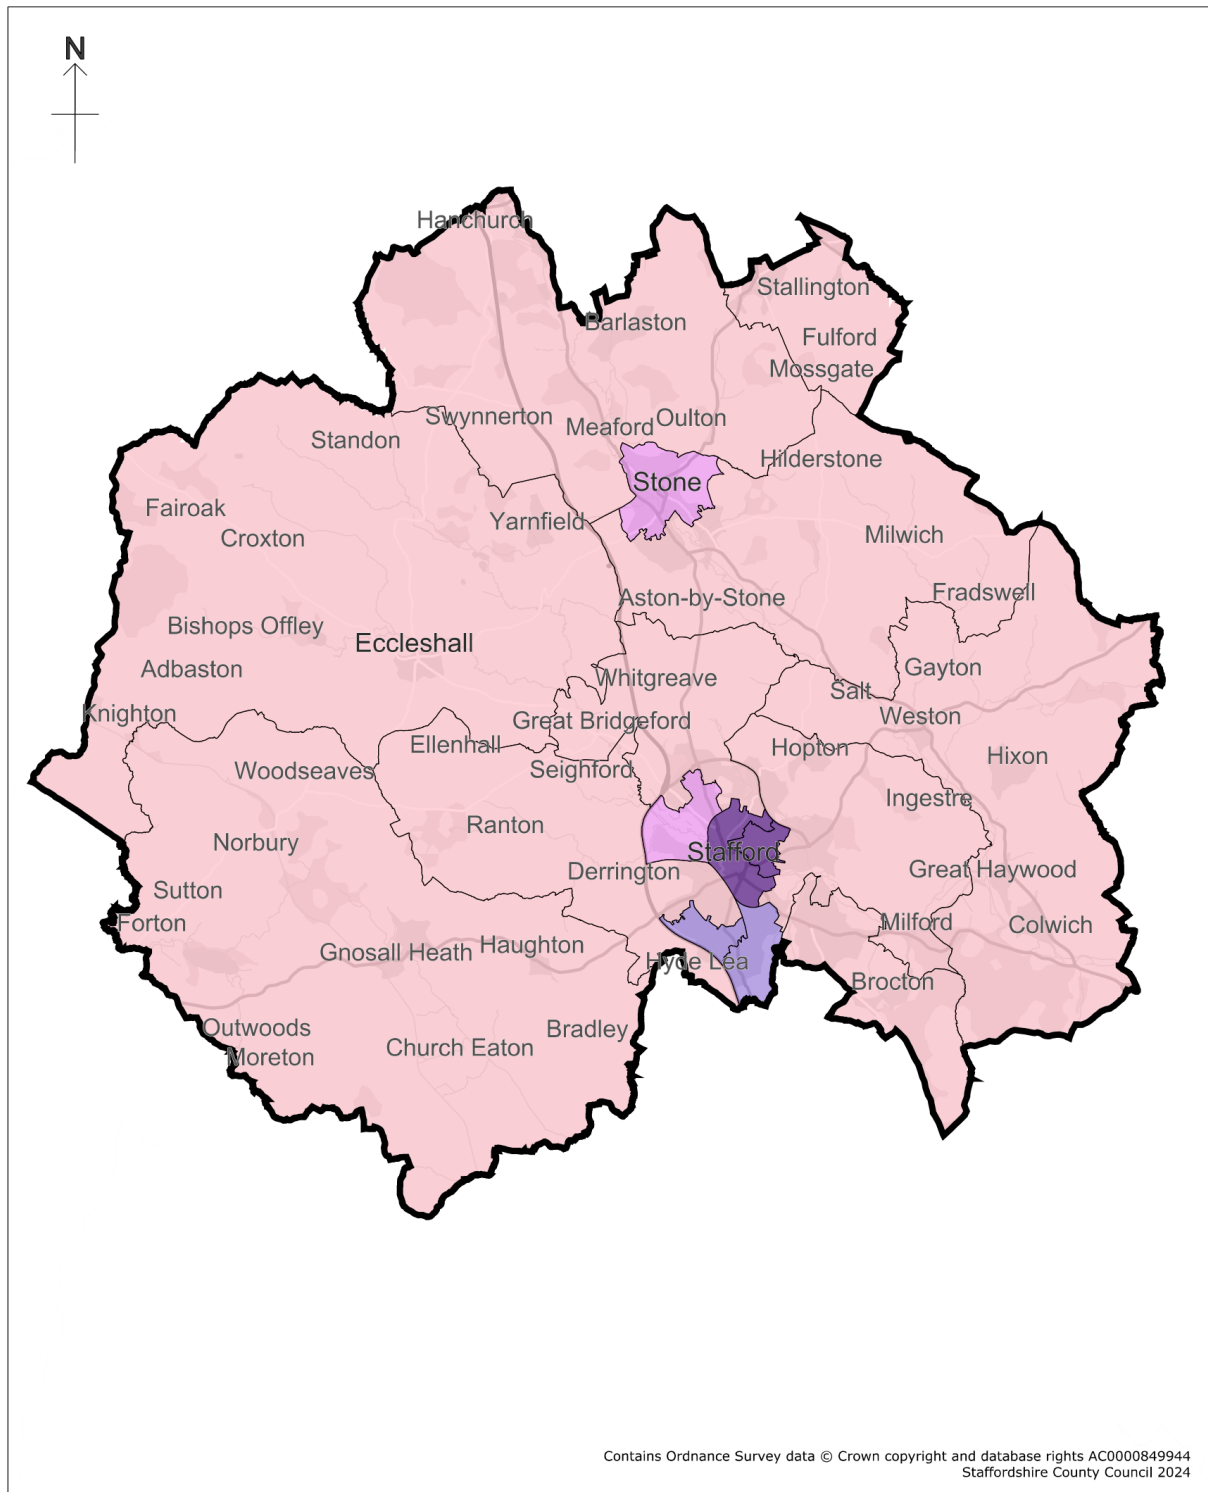 N
Hanchurch
Stallington
Barlaston
Fulford
Mossgate
Swynnerton
Meaford
Oulton
Standon
Hilderstone
Stone
Fairoak
Yarnfield
Croxton
Milwich
Fradswell
Aston-by-Stone
Bishops Offley
Eccleshall
Adbaston
Gayton
Whitgreave
Salt
Knighton
Weston
Great Bridgeford
Ellenhall
Hopton
Hixon
Woodseaves
Seighford
Ingestre
Ranton
Norbury
Stafford
Derrington
Great Haywood
Sutton
Forton
Milford
Colwich
Gnosall Heath
Haughton
Hyde Lea
Brocton
Outwoods
Bradley
Moreton
Church Eaton
Contains Ordnance Survey data © Crown copyright and database rights AC0000849944
Staffordshire County Council 2024